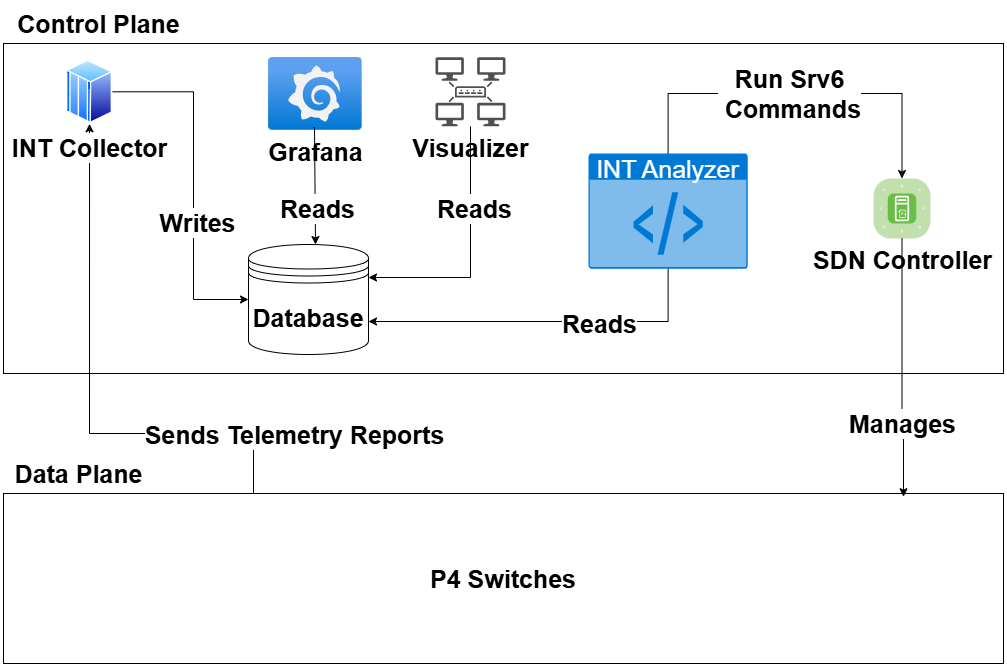 Control Plane
INT Collector
Grafana
Visualizer
Run Srv6
Commands
INT Analyzer
</>
SDN Controller
Writes
Reads
Reads
Database
Reads
Manages
Sends Telemetry Reports
Data Plane
P4 Switches